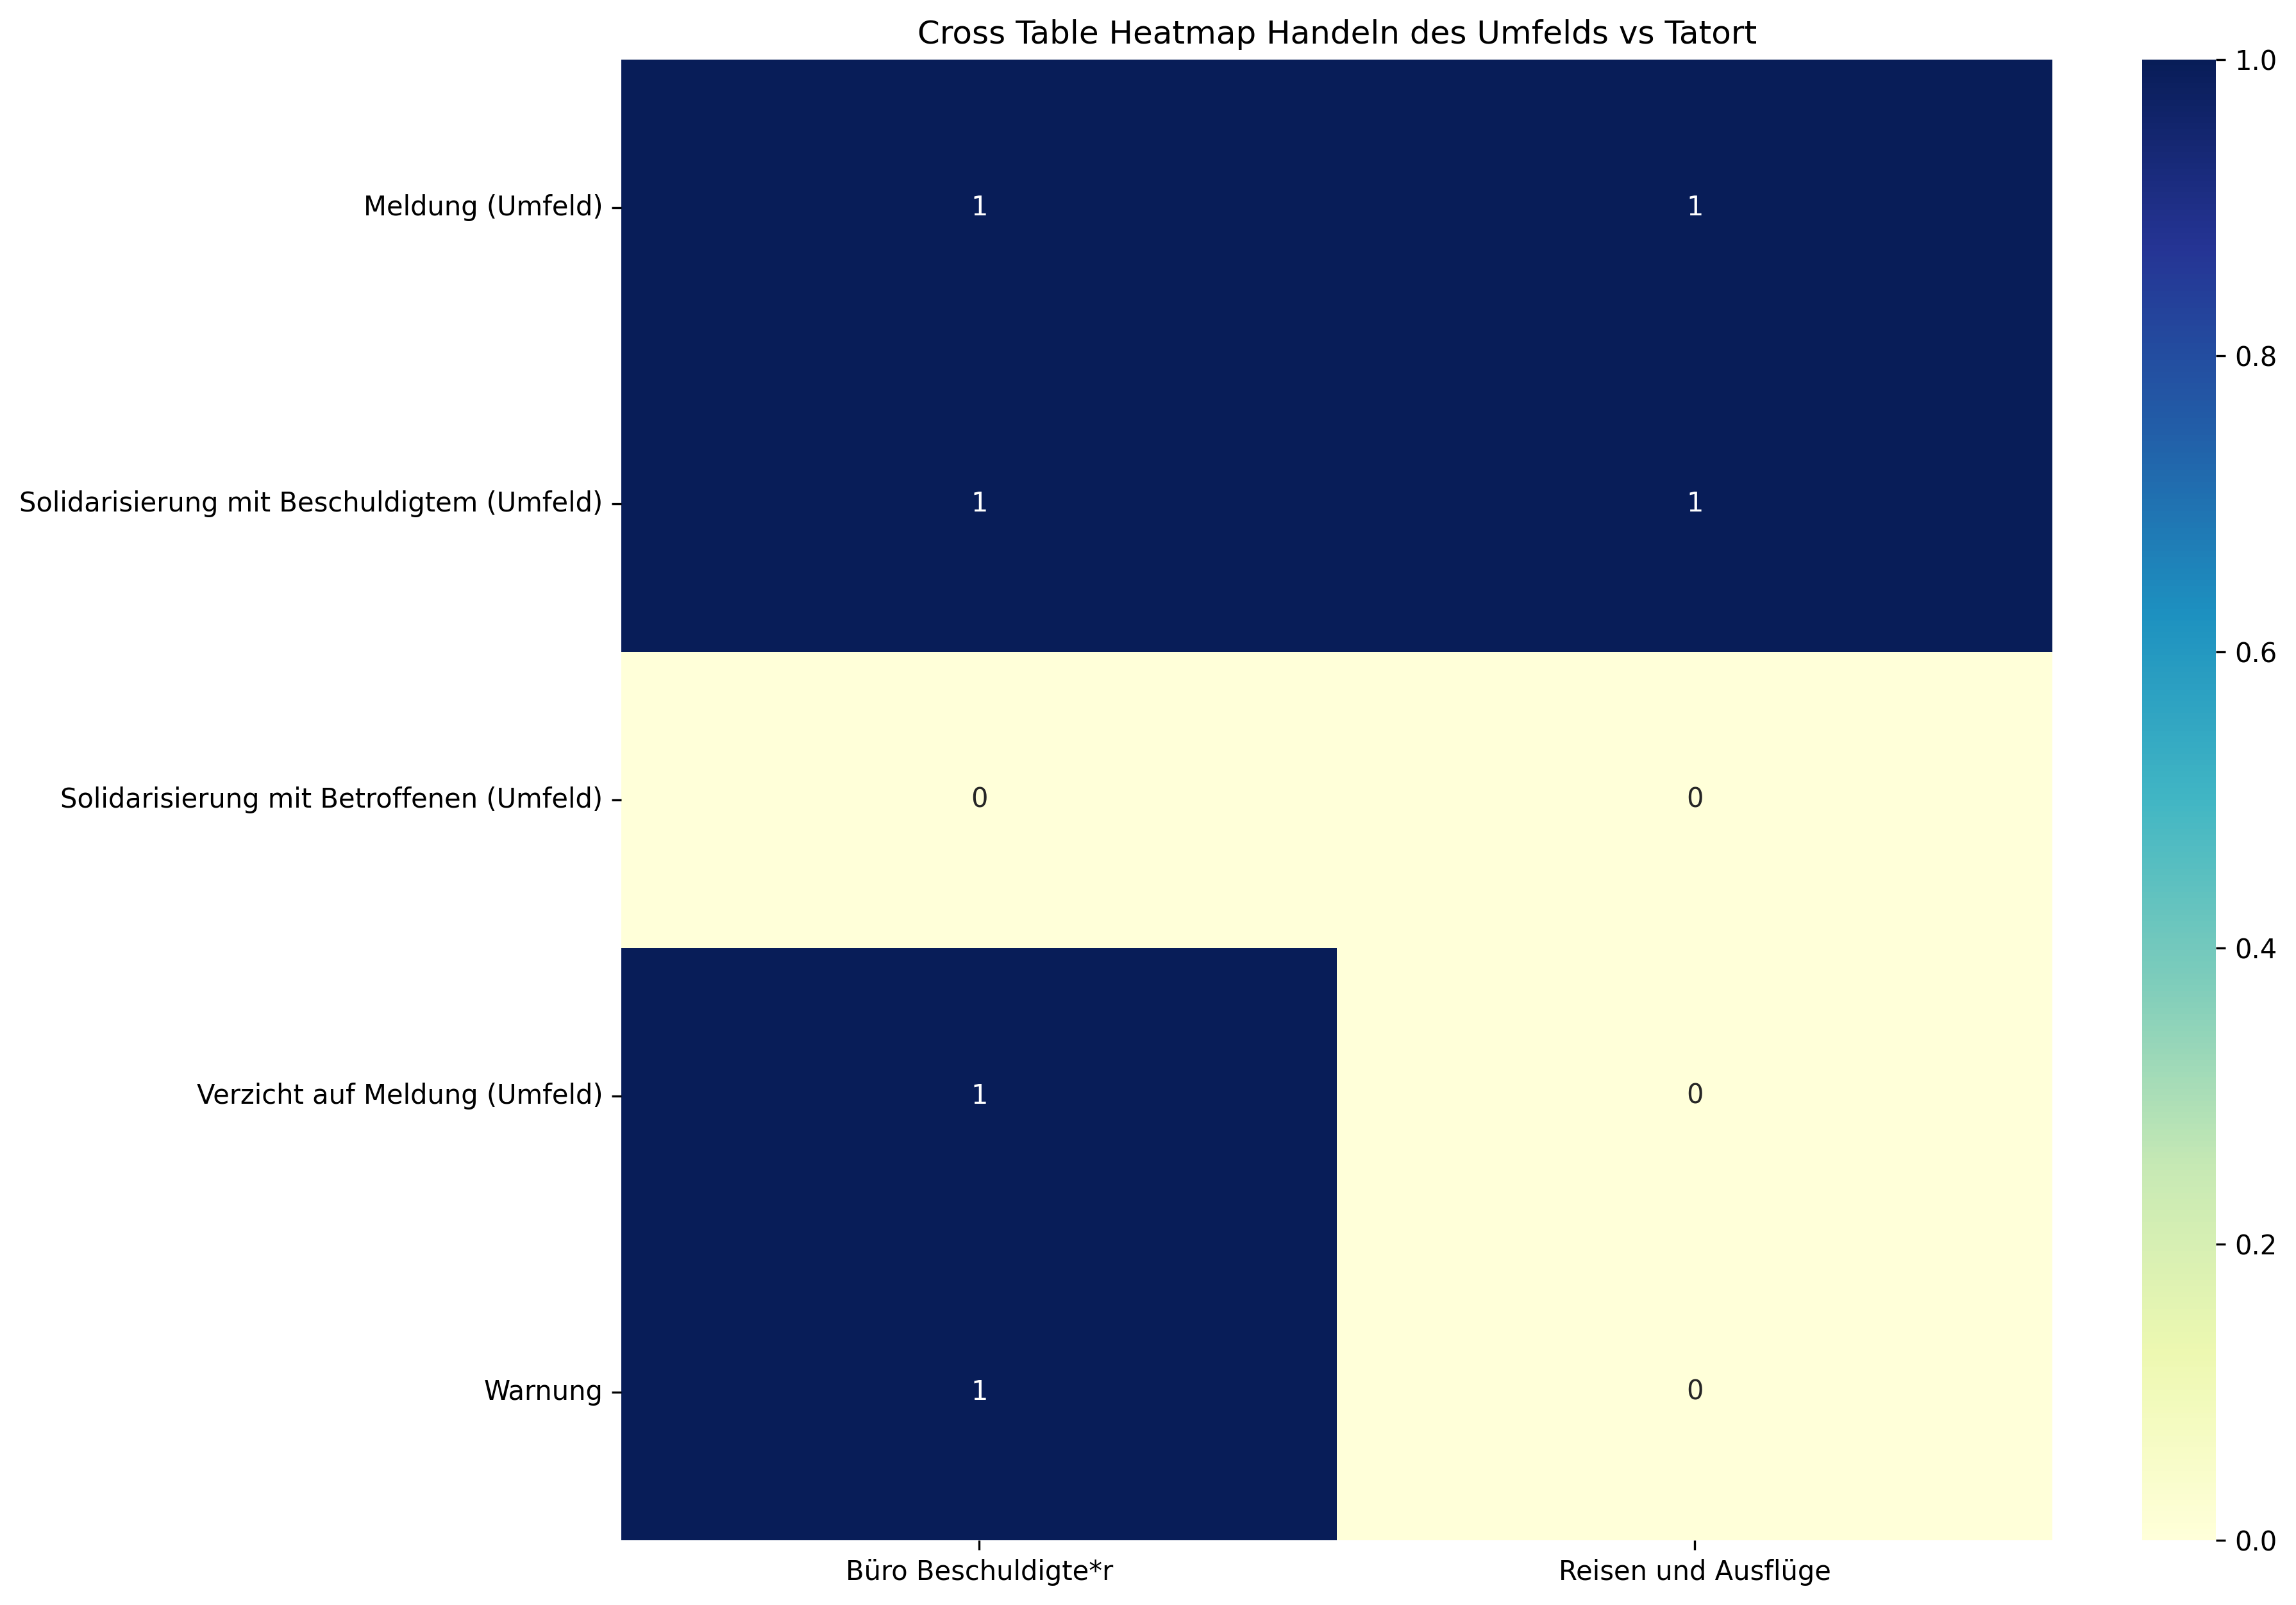 Cross Table Heatmap Handeln des Umfelds vs Tatort
Meldung (Umfeld) 1 1
Solidarisierung mit Beschuldigtem (Umfeld) 1 1
Solidarisierung mit Betroffenen (Umfeld) 0 0
Verzicht auf Meldung (Umfeld) 1 0
Warnung 1 0
Büro Beschuldigte*r Reisen und Ausflüge
1.0
0.8
0.6
0.4
0.2
0.0